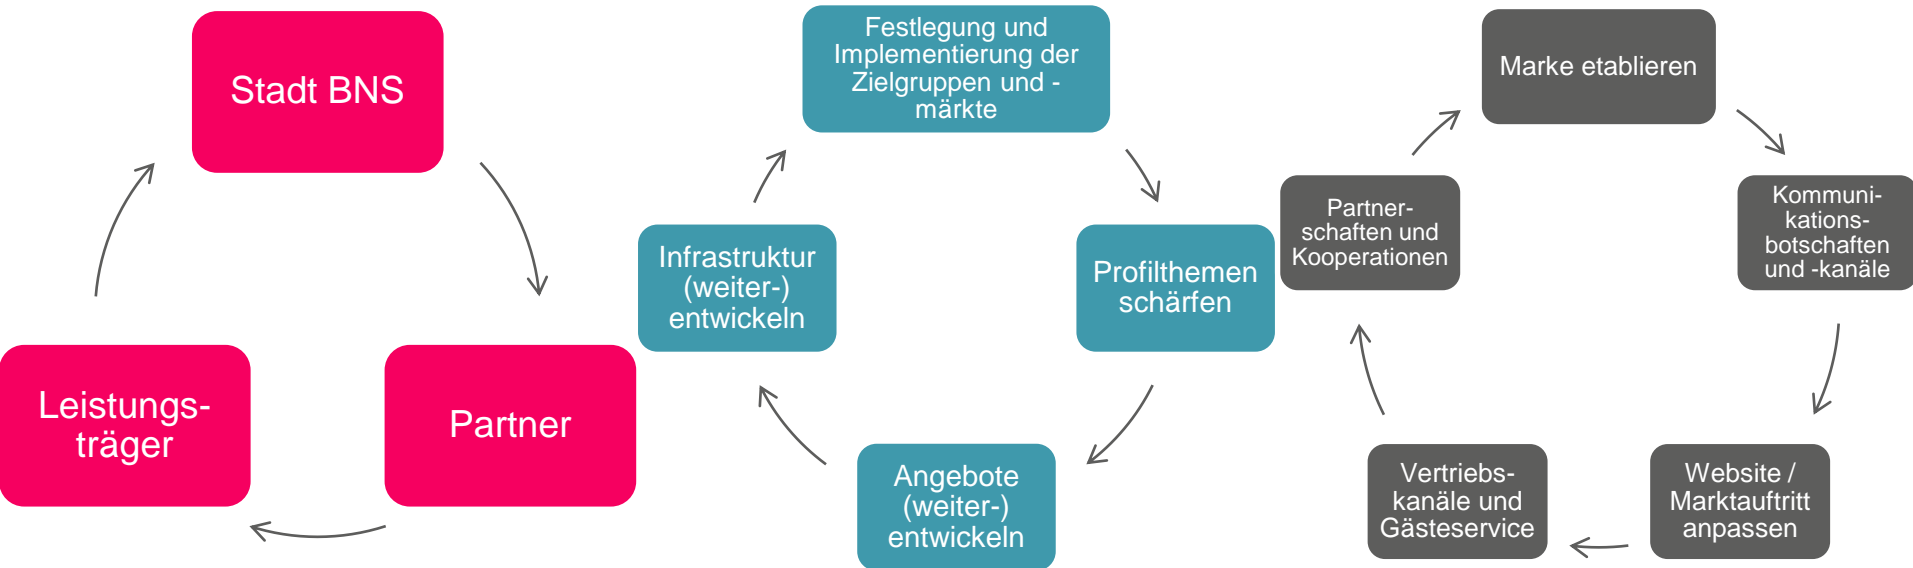 Stadt BNS
Leistungs-
träger
Partner
Festlegung und
Implementierung der
Zielgruppen und -
märkte
Infrastruktur
(weiter-)
entwickeln
Profilthemen
schärfen
Angebote
(weiter-)
entwickeln
Marke etablieren
Partner-
schaften und
Kooperationen
Kommuni-
kations-
botschaften
und -kanäle
Vertriebs-
kanäle und
Gästeservice
Website /
Marktauftritt
anpassen